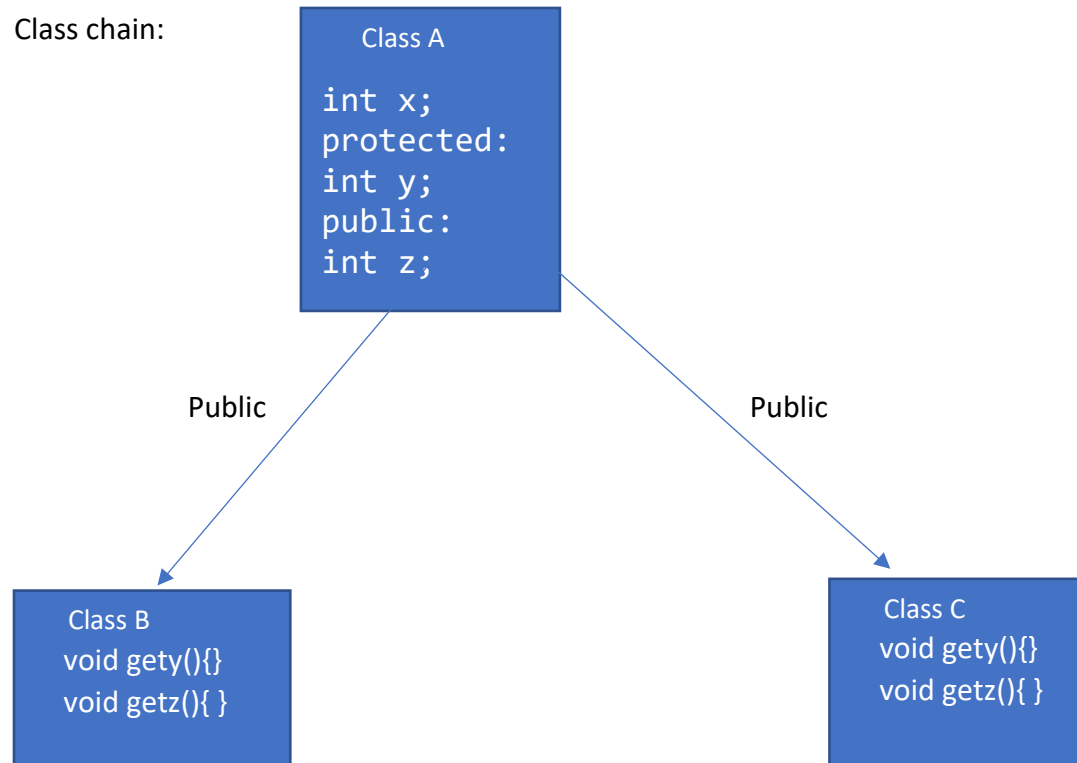 Class chain:
Class A
int x;
protected:
int y;
public:
int z;
Public
Public
Class B
void gety(){}
void getz(){ }
Class C
void gety(){}
void getz(){ }